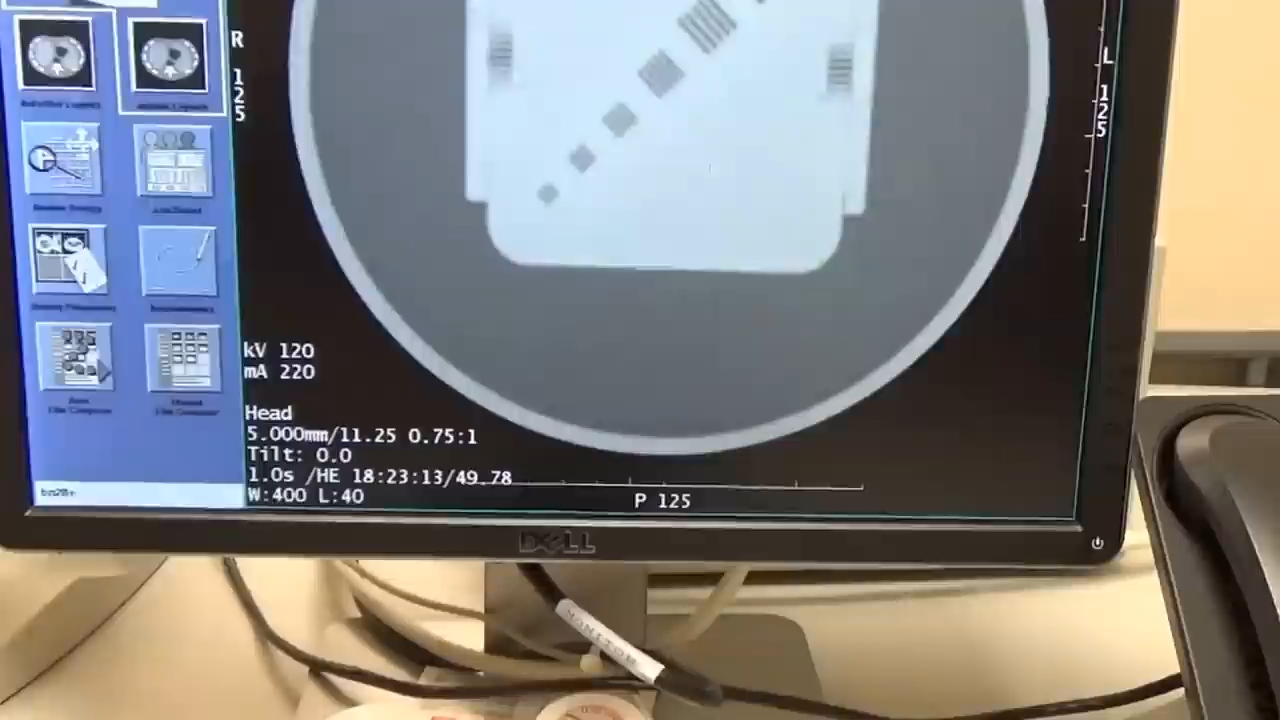 R
1
2
5
L
1
2
5
kV 120
mA 220
Head
5.000mm/11.25 0.75:1
Tilt: 0.0
1.0s /HE 18:23:13/49.78
W:400 L:40
P 125
DELL
MONITOR